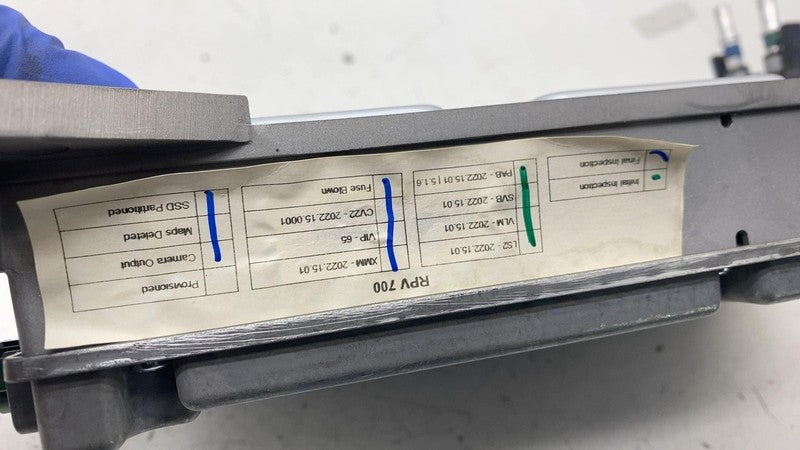 RPV 700
Initial Inspection
Final Inspection
LS2 - 2022.15.01
VLM - 2022.15.01
SVB - 2022.15.01
PAB - 2022.15.01 | 5.1.6
XMM - 2022.15.01
VIP - 65
CV22 - 2022.15.0001
Fuse Blown
Provisioned
Camera Output
Maps Deleted
SSD Partitioned